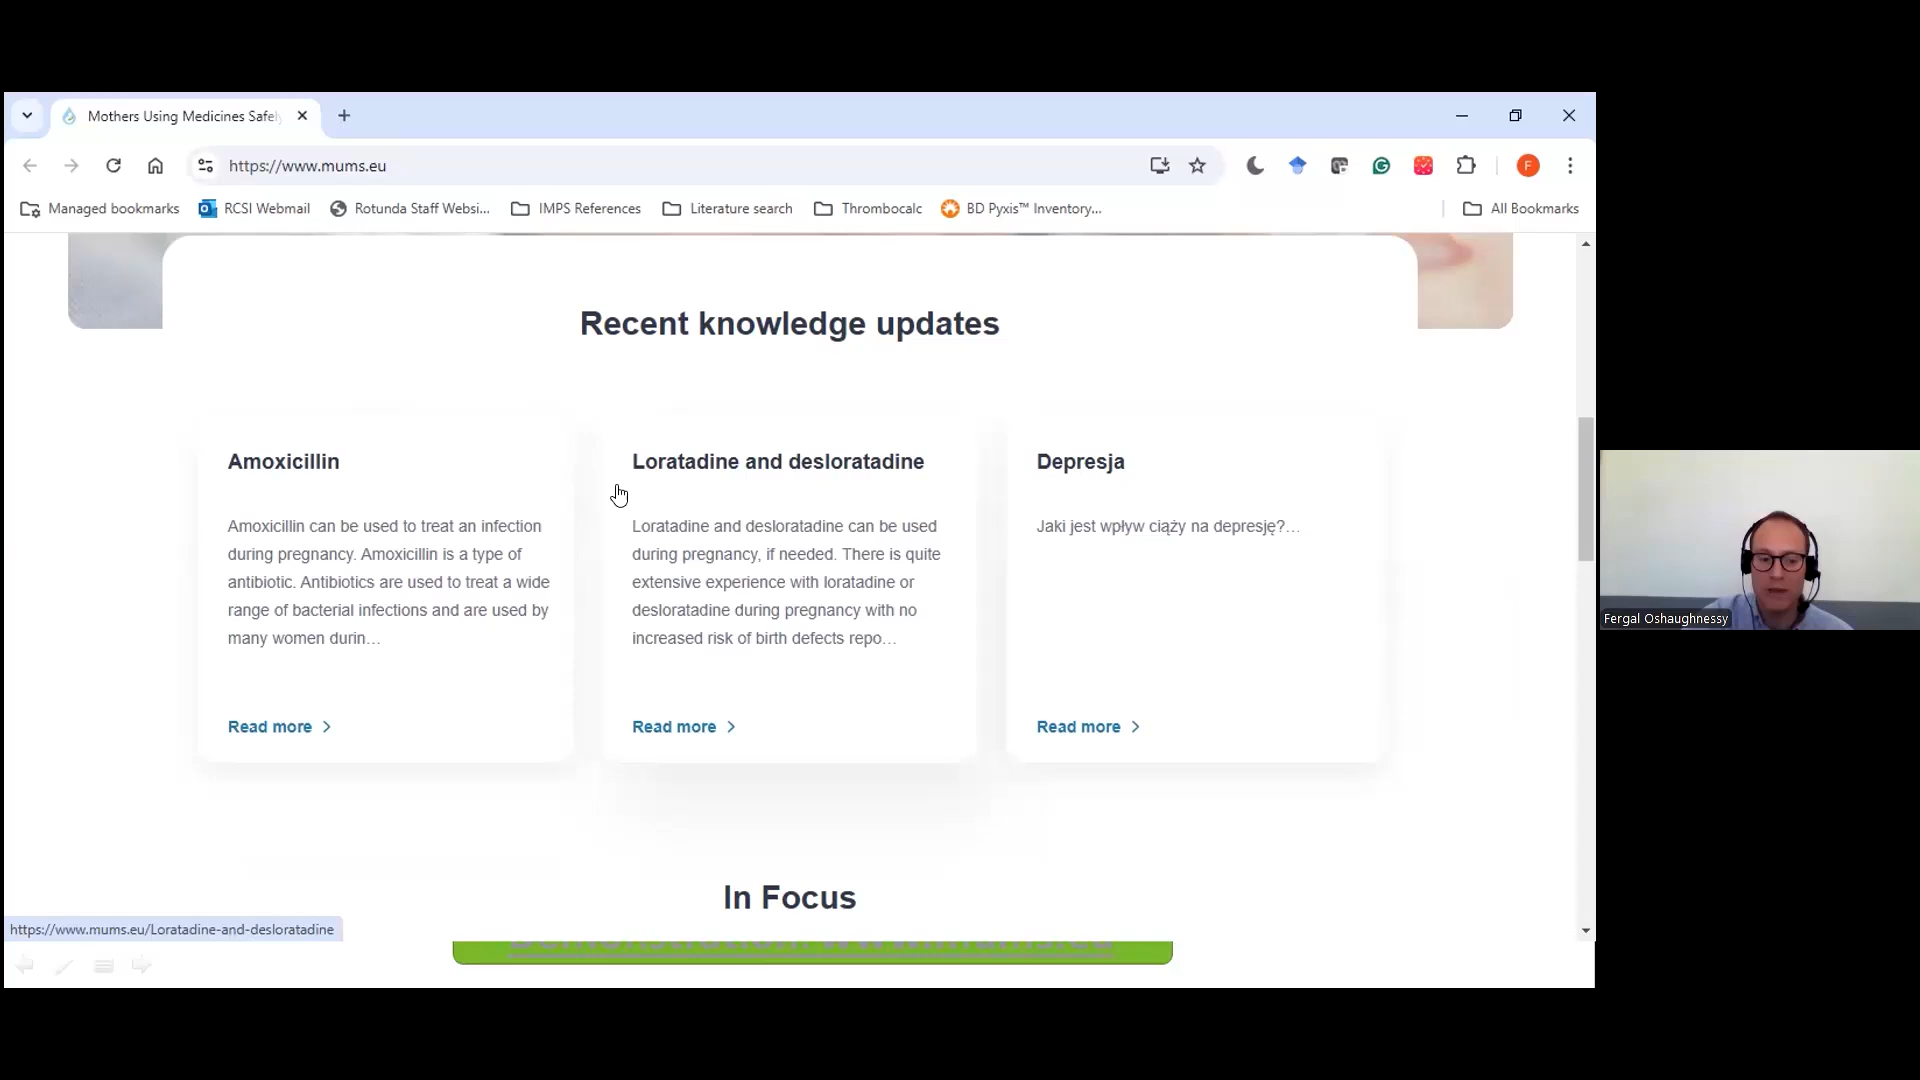 Mothers Using Medicines Safel
https://www.mums.eu
Managed bookmarks
RCSI Webmail
Rotunda Staff Websi...
IMPS References
Literature search
Thrombocalc
BD Pyxis™ Inventory...
All Bookmarks
F
Recent knowledge updates
Amoxicillin
Amoxicillin can be used to treat an infection
during pregnancy. Amoxicillin is a type of
antibiotic. Antibiotics are used to treat a wide
range of bacterial infections and are used by
many women durin...
Read more
Loratadine and desloratadine
Loratadine and desloratadine can be used
during pregnancy, if needed. There is quite
extensive experience with loratadine or
desloratadine during pregnancy with no
increased risk of birth defects repo...
Read more
Depresja
Jaki jest wpływ ciąży na depresję?...
Read more
In Focus
https://www.mums.eu/Loratadine-and-desloratadine
Fergal Oshaughnessy